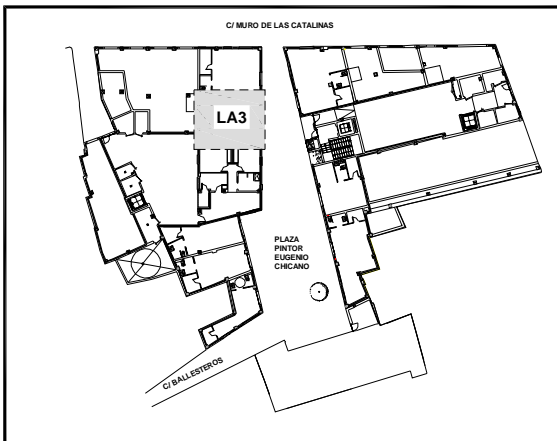 C/ MURO DE LAS CATALINAS
LA3
PLAZA
PINTOR
EUGENIO
CHICANO
C/ BALLESTEROS